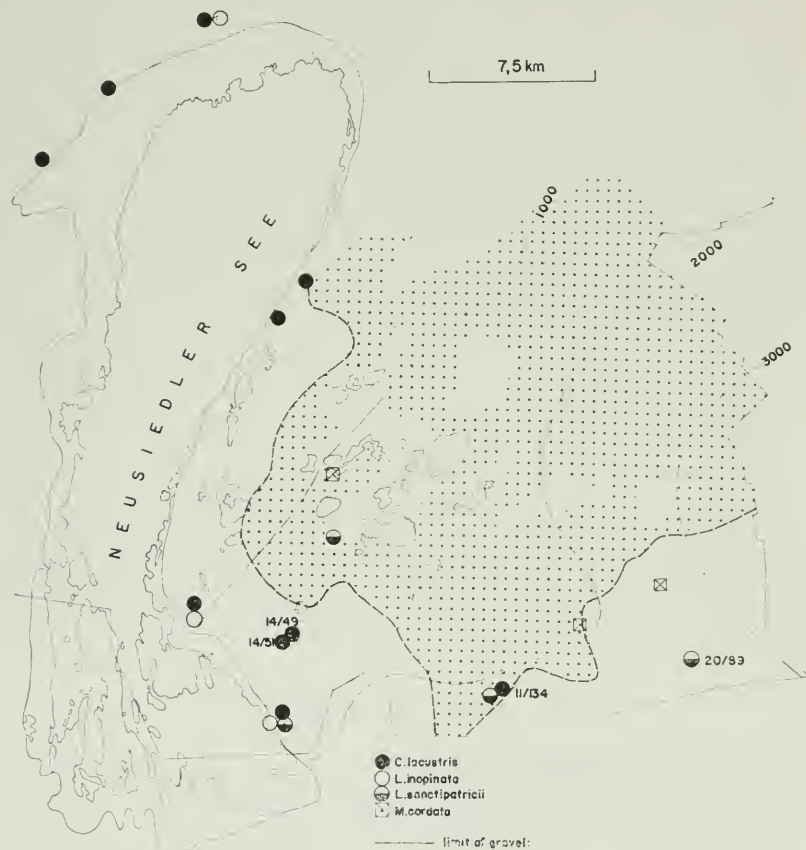 7,5 km
1000
2000
3000
NEUSIEDLER SEE
14/49
14/51
11/134
20/89
C.lacustris
L.inopinata
L.sanctipatricii
M.cordata
limit of gravels